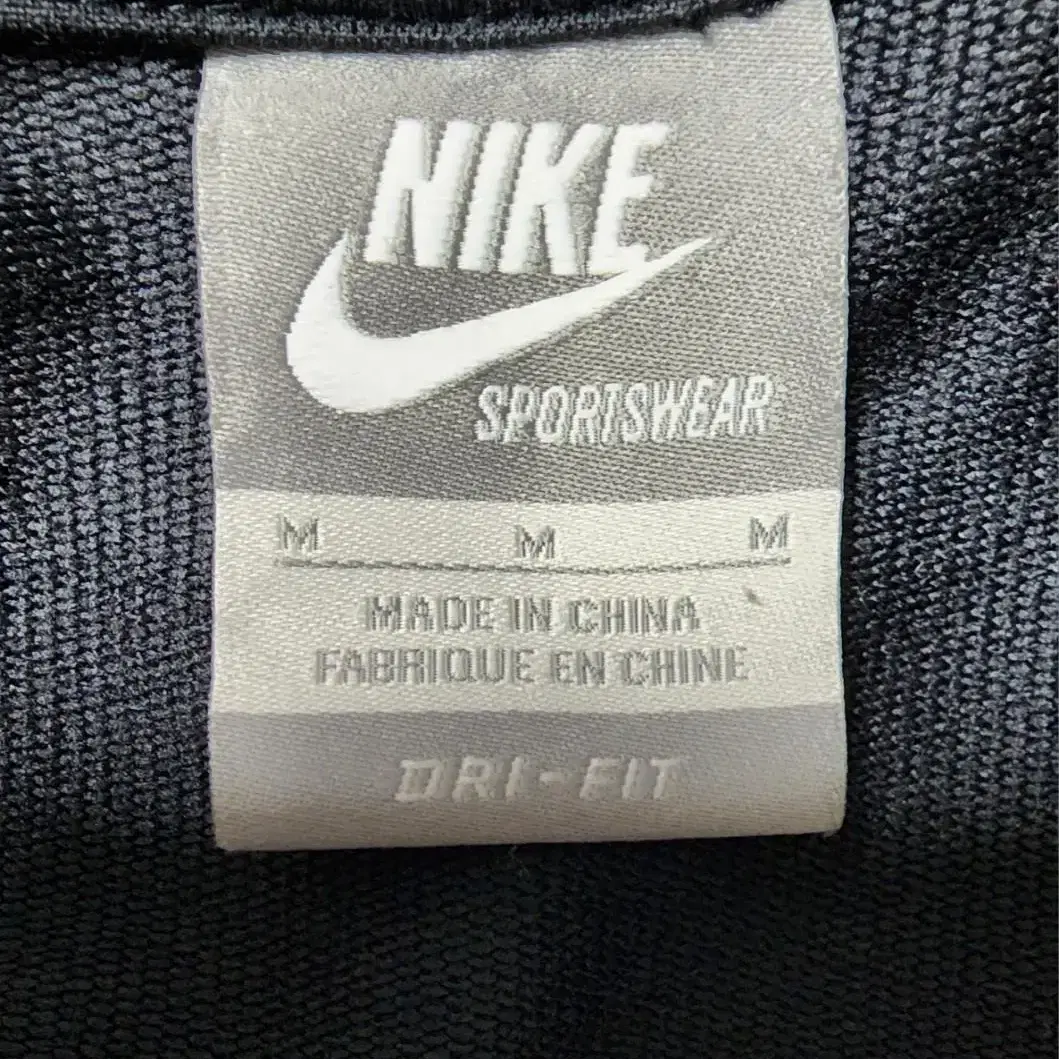 NIKE
SPORTSWEAR
M M M
MADE IN CHINA
FABRIQUE EN CHINE
DRI-FIT